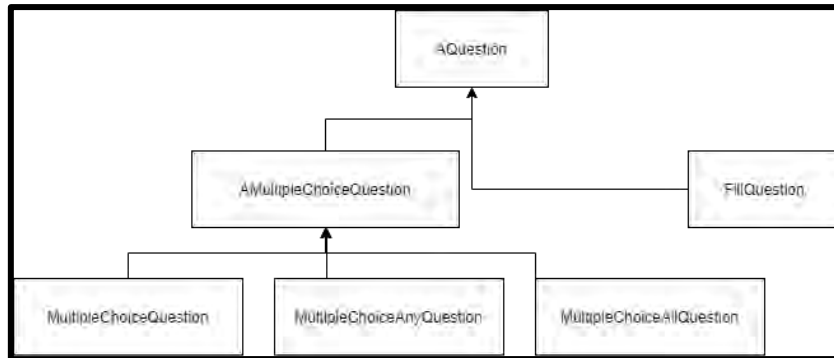 AQuestion
AMultipleChoiceQuestion
FillQuestion
MultipleChoiceQuestion
MultipleChoiceAnyQuestion
MultipleChoiceAllQuestion